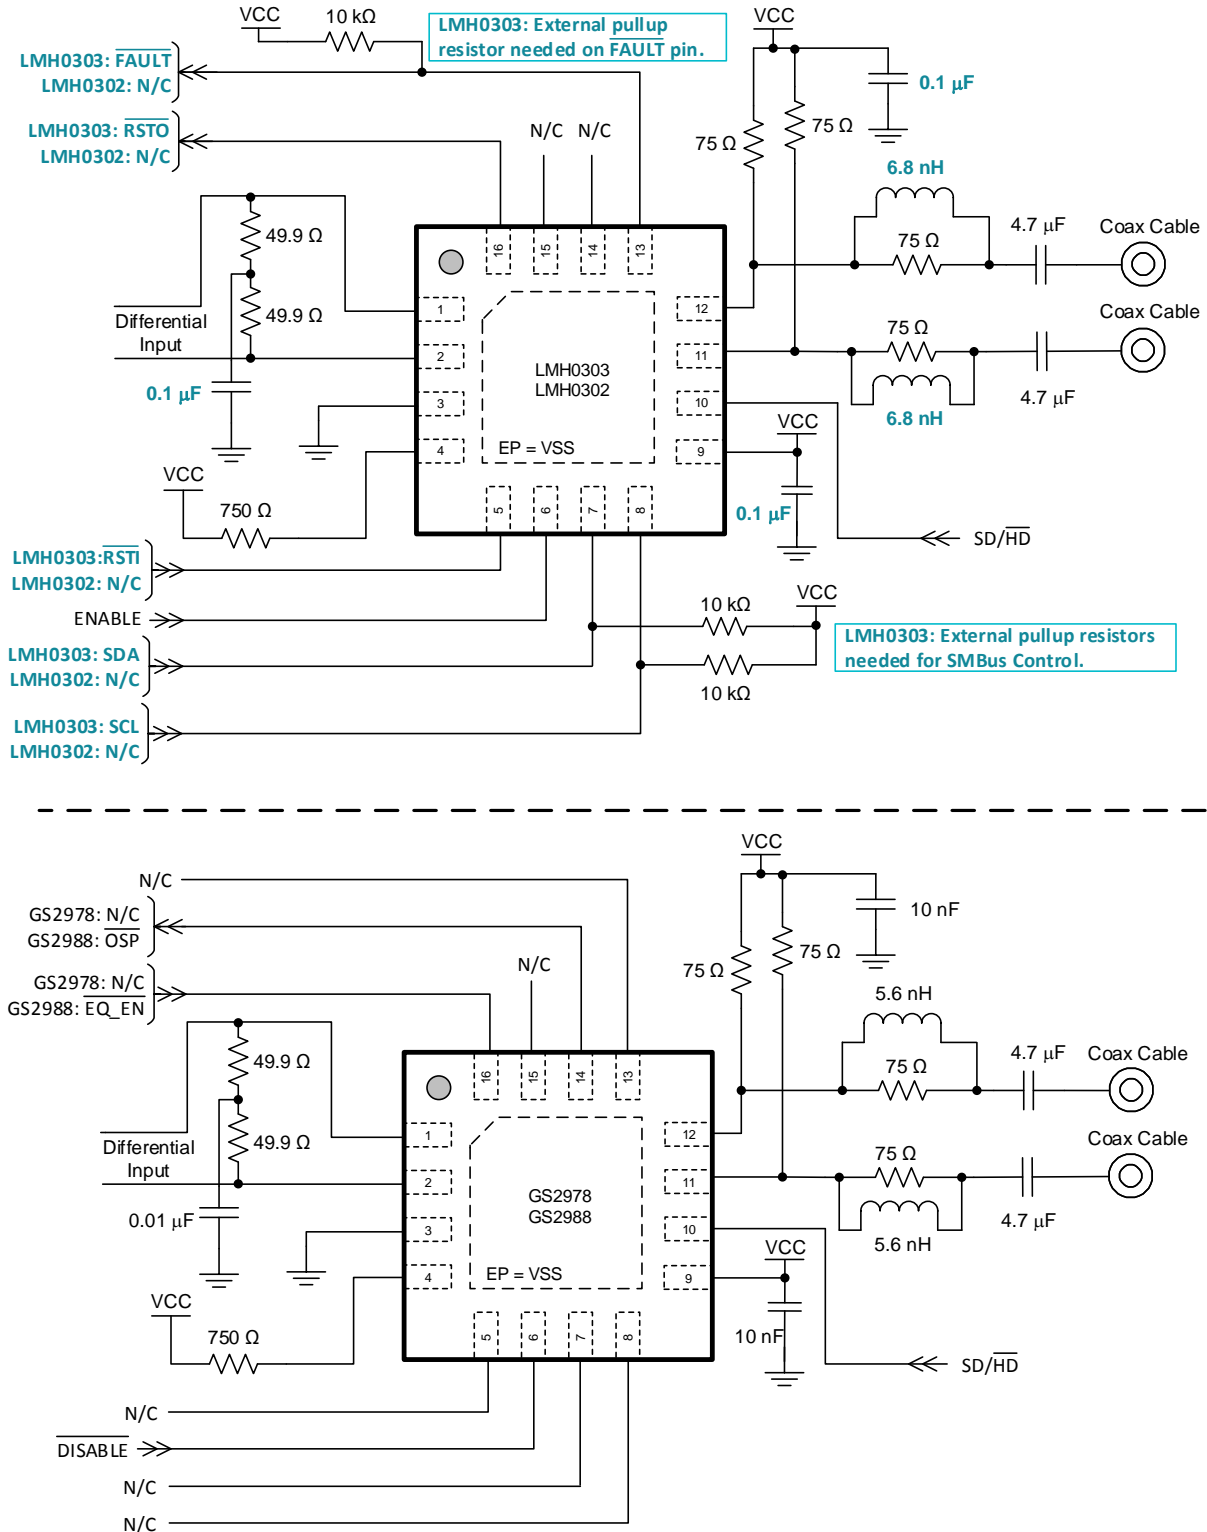 VCC
10 kΩ
LMH0303: External pullup
resistor needed on FAULT pin.
LMH0303: FAULT
LMH0302: N/C
LMH0303: RSTO
LMH0302: N/C
N/C
N/C
VCC
0.1 µF
75 Ω
75 Ω
6.8 nH
75 Ω
4.7 µF
Coax Cable
49.9 Ω
49.9 Ω
Differential
Input
0.1 µF
16
15
14
13
1
2
3
4
12
11
10
9
5
6
7
8
LMH0303
LMH0302
EP = VSS
75 Ω
6.8 nH
4.7 µF
Coax Cable
VCC
0.1 µF
SD/HD
VCC
750 Ω
LMH0303:RSTI
LMH0302: N/C
ENABLE
LMH0303: SDA
LMH0302: N/C
LMH0303: SCL
LMH0302: N/C
10 kΩ
10 kΩ
VCC
LMH0303: External pullup resistors
needed for SMBus Control.
N/C
GS2978: N/C
GS2988: OSP
GS2978: N/C
GS2988: EQ_EN
N/C
VCC
10 nF
75 Ω
75 Ω
5.6 nH
75 Ω
4.7 µF
Coax Cable
49.9 Ω
49.9 Ω
Differential
Input
0.01 µF
16
15
14
13
1
2
3
4
12
11
10
9
5
6
7
8
GS2978
GS2988
EP = VSS
75 Ω
5.6 nH
4.7 µF
Coax Cable
VCC
10 nF
SD/HD
VCC
750 Ω
N/C
DISABLE
N/C
N/C